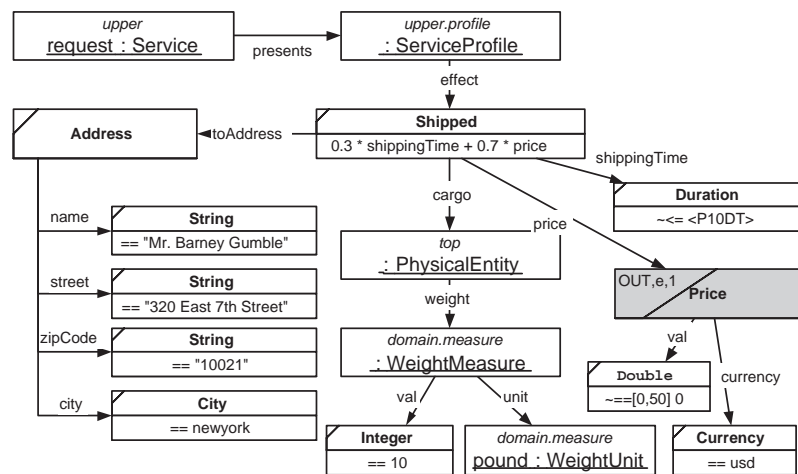 upper
request : Service
presents
upper.profile
: ServiceProfile
effect
Address
toAddress
Shipped
0.3 * shippingTime + 0.7 * price
shippingTime
Duration
~<= <P10DT>
name
String
== "Mr. Barney Gumble"
cargo
price
street
String
== "320 East 7th Street"
top
: PhysicalEntity
OUT,e,1
Price
weight
zipCode
String
== "10021"
domain.measure
: WeightMeasure
val
Double
~==[0,50] 0
currency
city
City
== newyork
val
unit
Integer
== 10
domain.measure
pound : WeightUnit
Currency
== usd